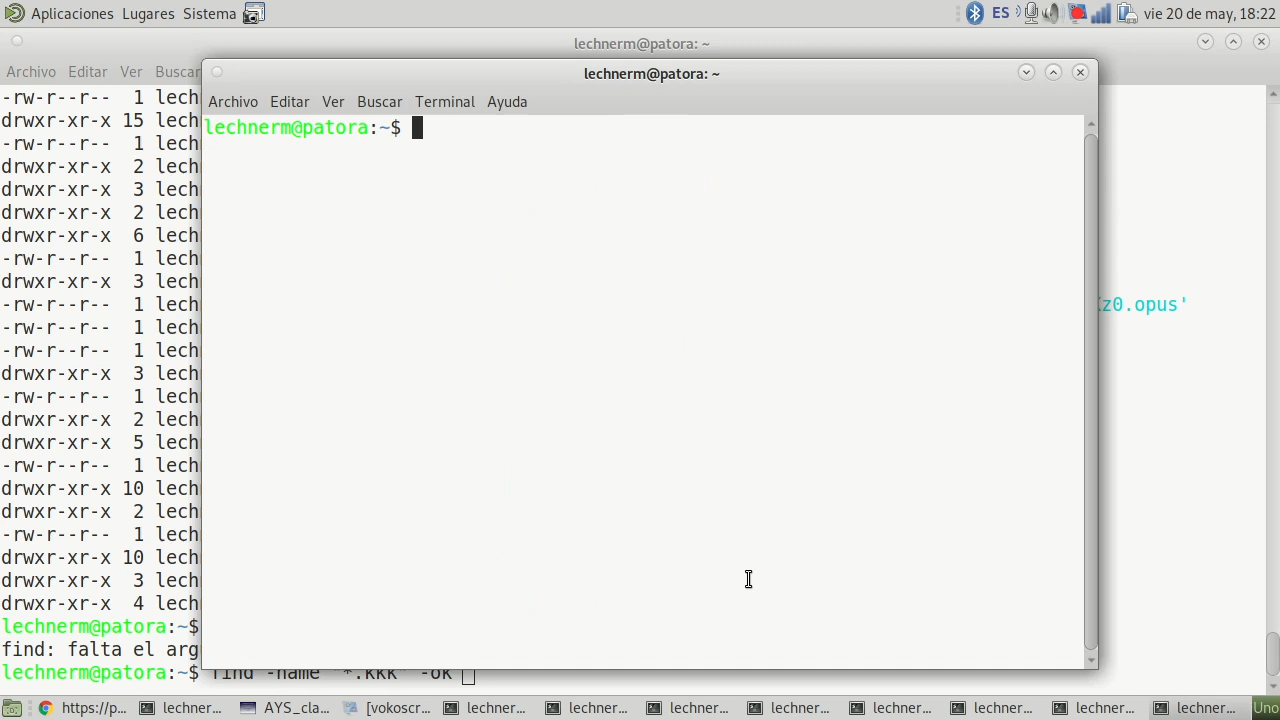 Aplicaciones Lugares Sistema ES vie 20 de may, 18:22
lechnerm@patora: ~
Archivo Editar Ver Buscar
lechnerm@patora: ~
Archivo Editar Ver Buscar Terminal Ayuda
lechnerm@patora:~$
-rw-r--r-- 1 lech
drwxr-xr-x 15 lech
-rw-r--r-- 1 lech
drwxr-xr-x 2 lech
drwxr-xr-x 3 lech
drwxr-xr-x 2 lech
drwxr-xr-x 6 lech
-rw-r--r-- 1 lech
drwxr-xr-x 3 lech
-rw-r--r-- 1 lech z0.opus'
-rw-r--r-- 1 lech
-rw-r--r-- 1 lech
drwxr-xr-x 3 lech
-rw-r--r-- 1 lech
drwxr-xr-x 2 lech
drwxr-xr-x 5 lech
-rw-r--r-- 1 lech
drwxr-xr-x 10 lech
drwxr-xr-x 2 lech
-rw-r--r-- 1 lech
drwxr-xr-x 10 lech
drwxr-xr-x 3 lech
drwxr-xr-x 4 lech
lechnerm@patora:~$
find: falta el arg
lechnerm@patora:~$ find -name "*.kkk" -ok
https://p... lechner... AYS_cla... [vokoscr... lechner... lechner... lechner... lechner... lechner... lechner... lechner... lechner... Uno